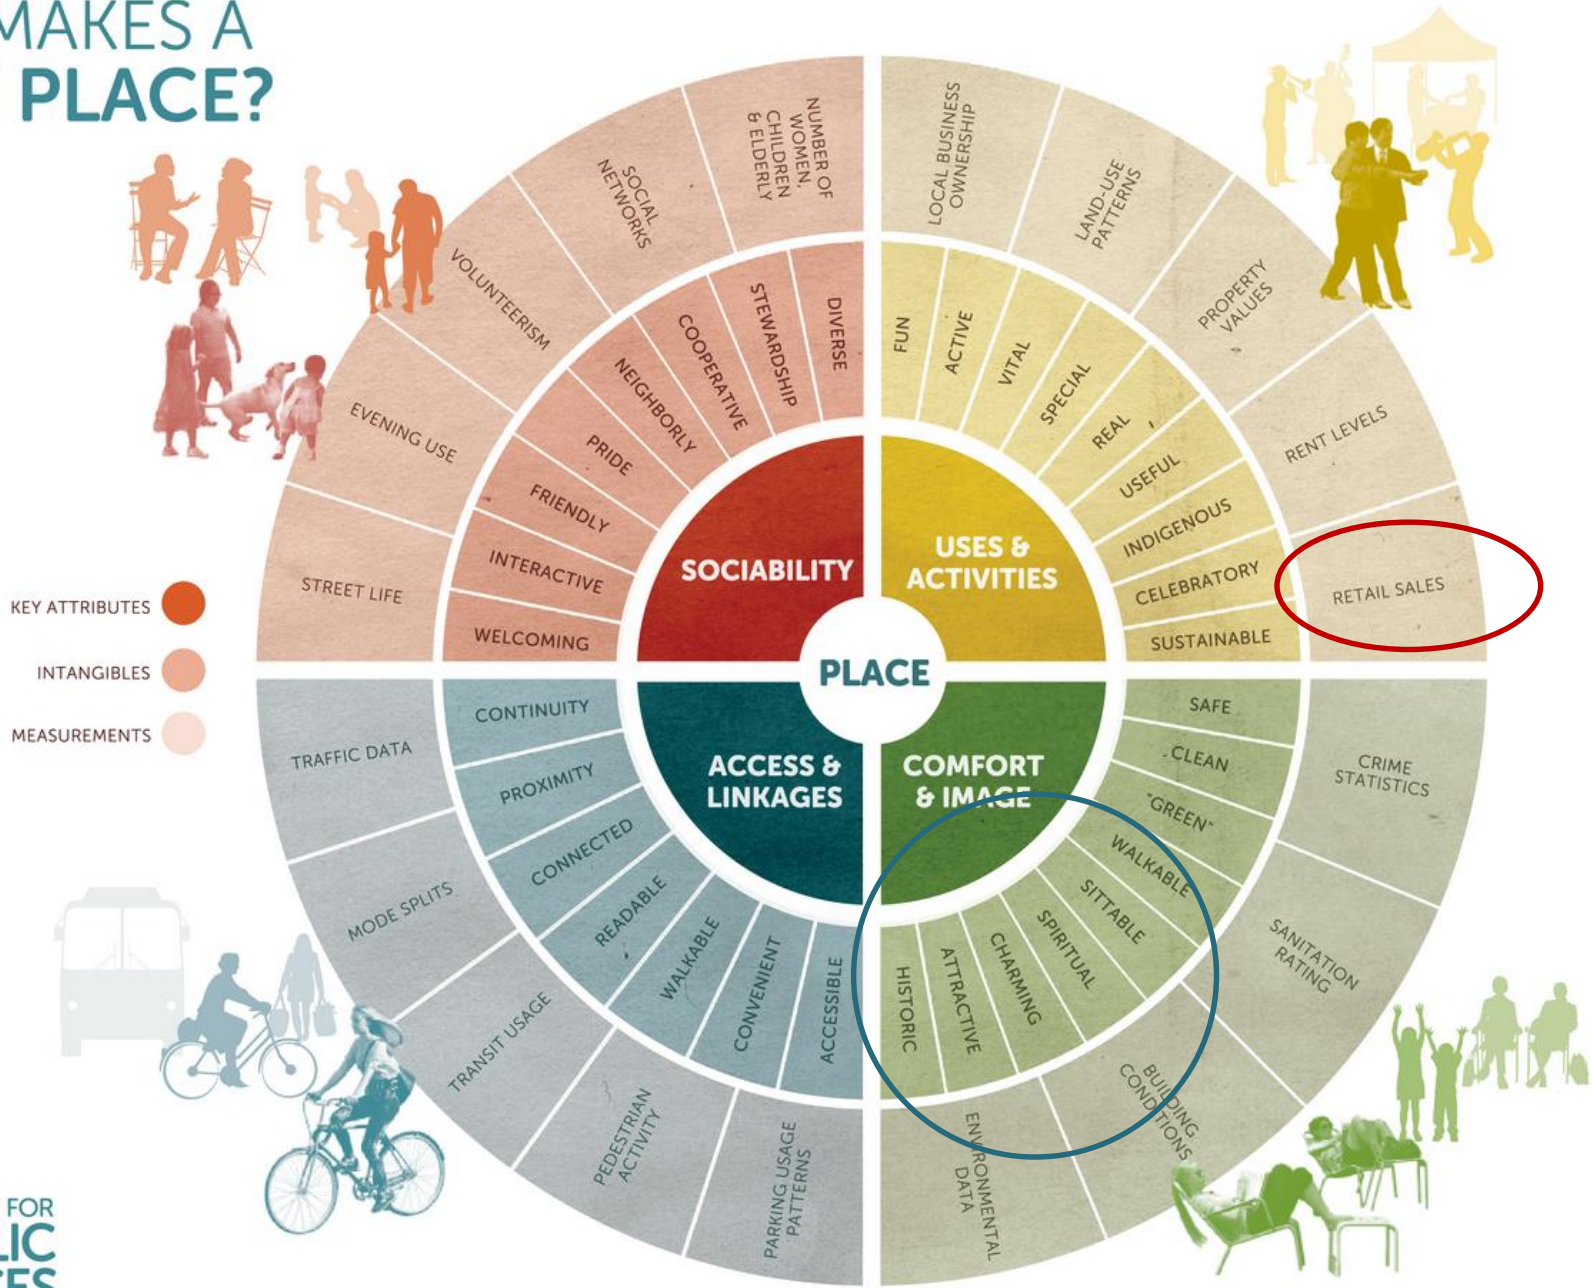 MAKES A
PLACE?
KEY ATTRIBUTES
INTANGIBLES
MEASUREMENTS
PLACE
SOCIABILITY
USES &
ACTIVITIES
ACCESS &
LINKAGES
COMFORT
& IMAGE
WELCOMING
INTERACTIVE
FRIENDLY
PRIDE
NEIGHBORLY
COOPERATIVE
STEWARDSHIP
DIVERSE
FUN
ACTIVE
VITAL
SPECIAL
REAL
USEFUL
INDIGENOUS
CELEBRATORY
SUSTAINABLE
SAFE
CLEAN
"GREEN"
WALKABLE
SITTABLE
SPIRITUAL
CHARMING
ATTRACTIVE
HISTORIC
ACCESSIBLE
CONVENIENT
WALKABLE
READABLE
CONNECTED
PROXIMITY
CONTINUITY
STREET LIFE
EVENING USE
VOLUNTEERISM
SOCIAL
NETWORKS
NUMBER OF
WOMEN,
CHILDREN
& ELDERLY
LOCAL BUSINESS
OWNERSHIP
LAND-USE
PATTERNS
PROPERTY
VALUES
RENT LEVELS
RETAIL SALES
CRIME
STATISTICS
SANITATION
RATING
BUILDING
CONDITIONS
ENVIRONMENTAL
DATA
PARKING USAGE
PATTERNS
PEDESTRIAN
ACTIVITY
TRANSIT USAGE
MODE SPLITS
TRAFFIC DATA
FOR